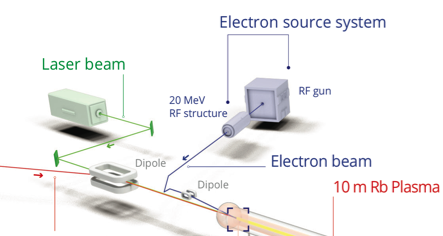 Electron source system
Laser beam
RF gun
20 MeV
RF structure
Dipole
Electron beam
Dipole
10 m Rb Plasma